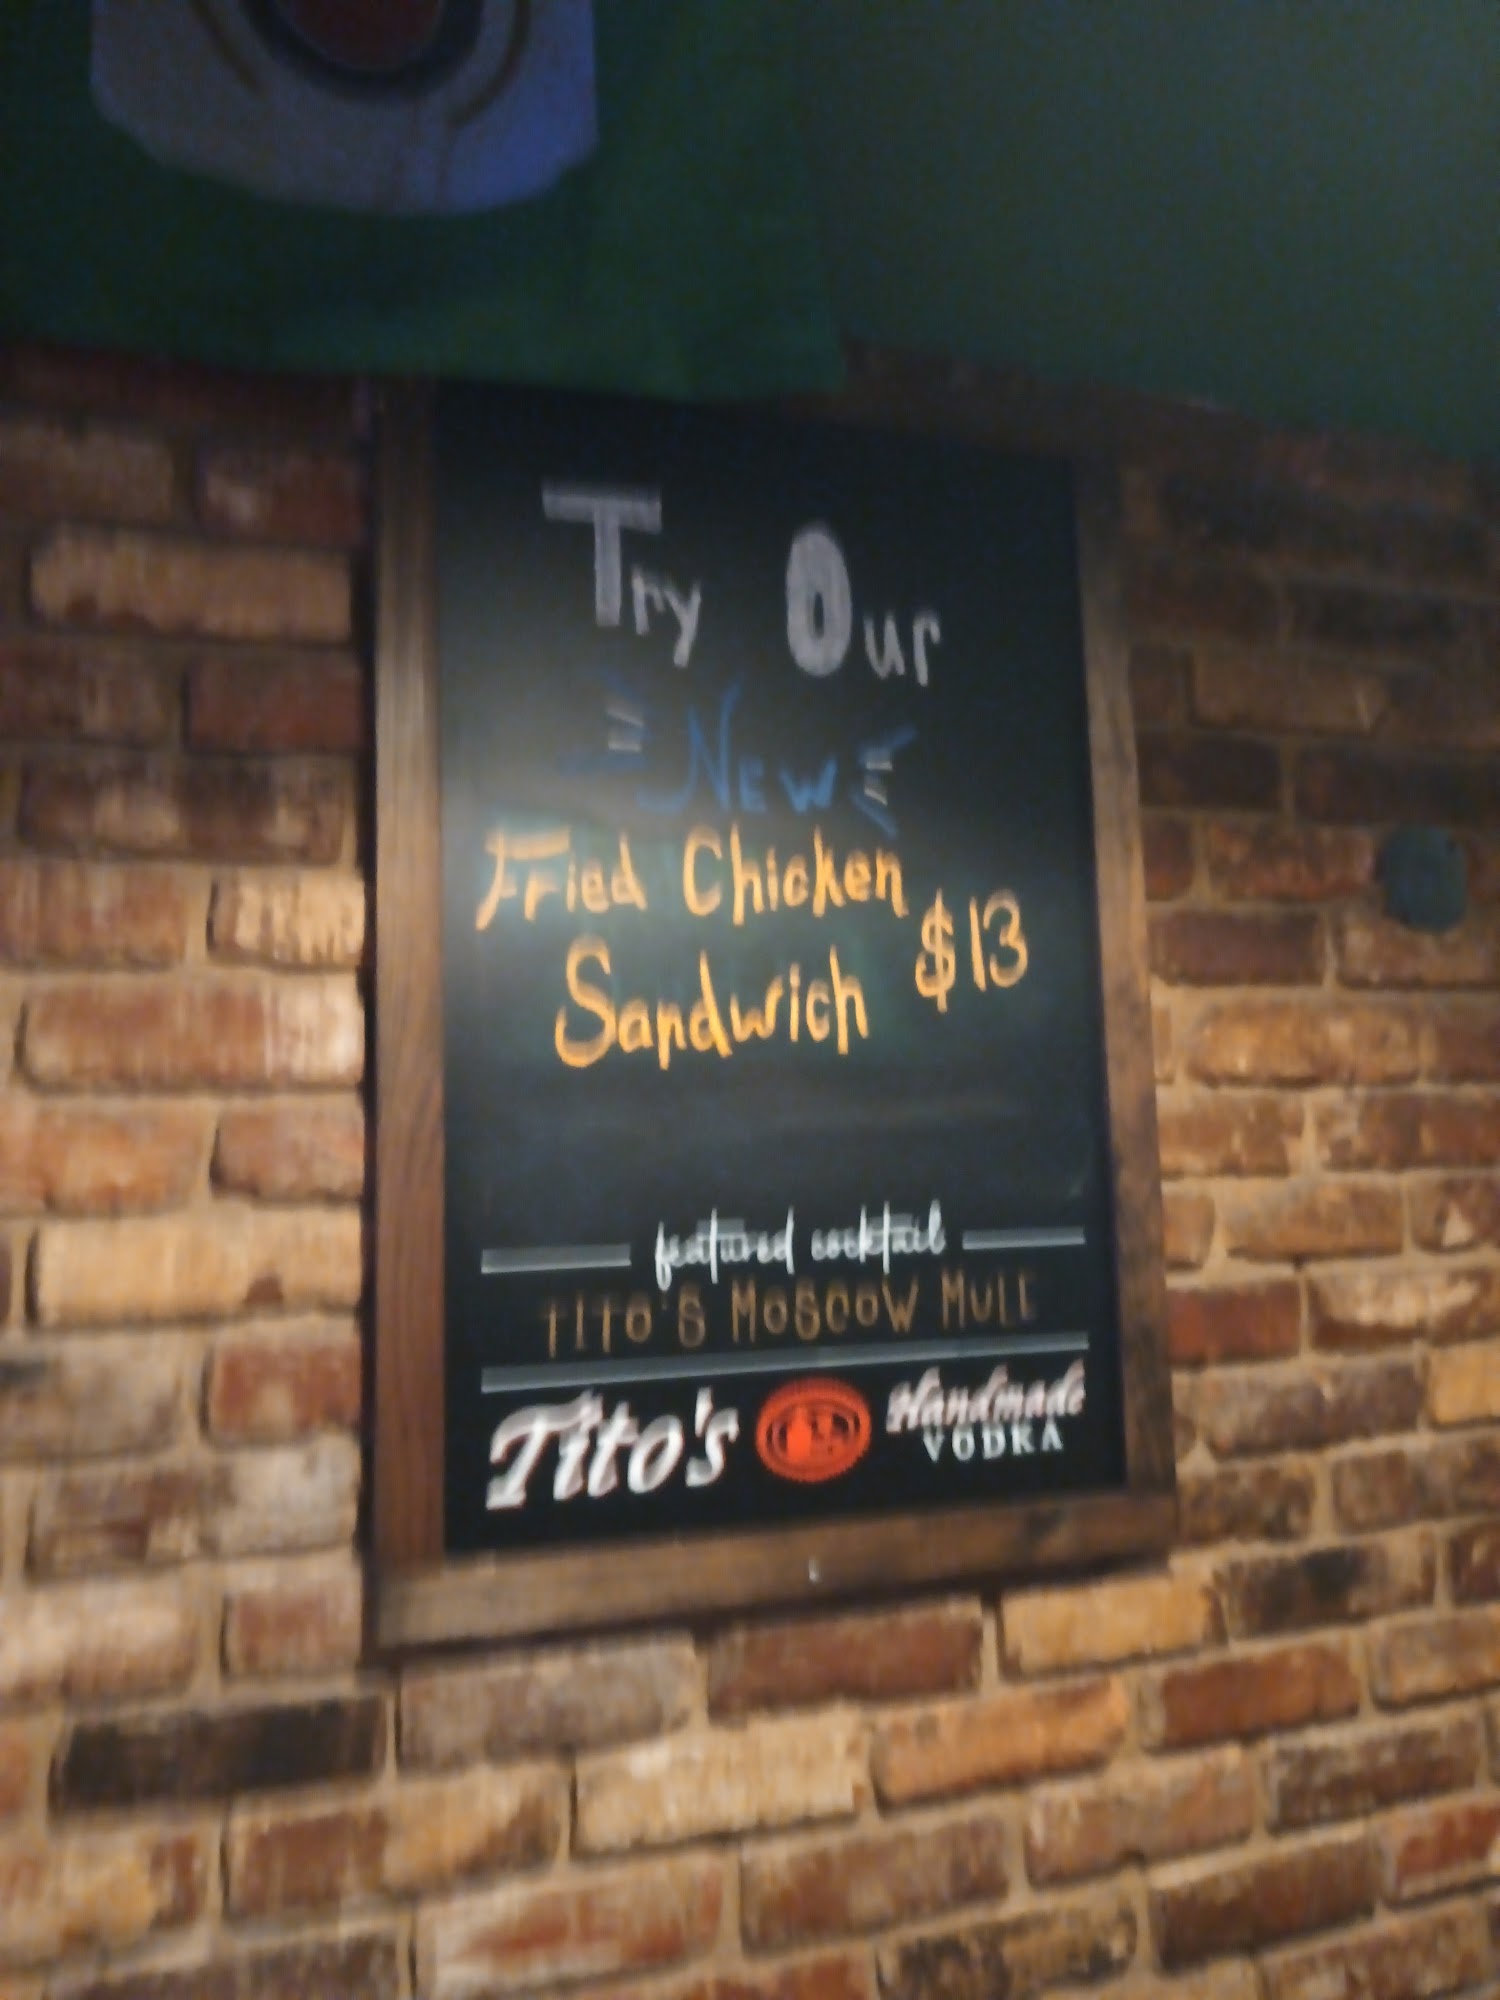 Try Our
New
Fried Chicken
Sandwich $13
featured cocktail
TITO'S MOSCOW MULE
Tito's Handmade
VODKA